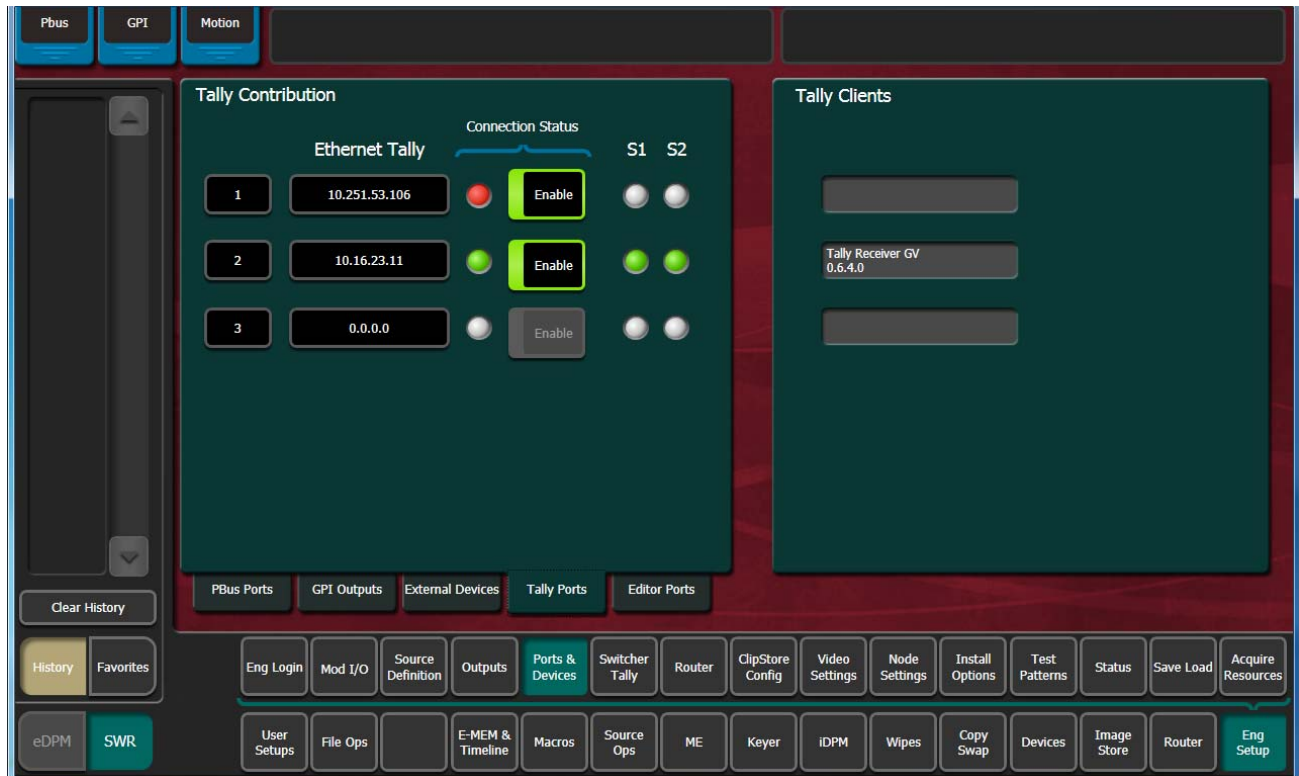 Pbus
GPI
Motion
Tally Contribution
Connection Status
Ethernet Tally
S1 S2
1
10.251.53.106
Enable
2
10.16.23.11
Enable
3
0.0.0.0
Enable
Tally Clients
Tally Receiver GV
0.6.4.0
PBus Ports
GPI Outputs
External Devices
Tally Ports
Editor Ports
Clear History
History
Favorites
Eng Login
Mod I/O
Source
Definition
Outputs
Ports &
Devices
Switcher
Tally
Router
ClipStore
Config
Video
Settings
Node
Settings
Install
Options
Test
Patterns
Status
Save Load
Acquire
Resources
eDPM
SWR
User
Setups
File Ops
E-MEM &
Timeline
Macros
Source
Ops
ME
Keyer
iDPM
Wipes
Copy
Swap
Devices
Image
Store
Router
Eng
Setup